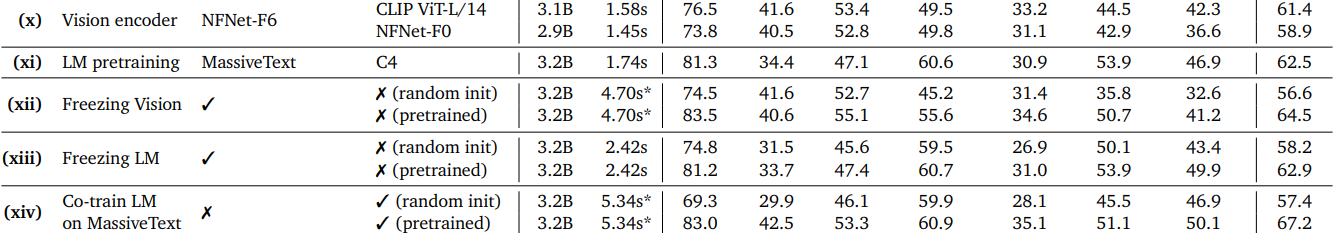 (x) Vision encoder NFNet-F6 CLIP ViT-L/14 3.1B 1.58s 76.5 41.6 53.4 49.5 33.2 44.5 42.3 61.4
NFNet-F0 2.9B 1.45s 73.8 40.5 52.8 49.8 31.1 42.9 36.6 58.9
(xi) LM pretraining MassiveText C4 3.2B 1.74s 81.3 34.4 47.1 60.6 30.9 53.9 46.9 62.5
(xii) Freezing Vision ✓ ✗ (random init) 3.2B 4.70s* 74.5 41.6 52.7 45.2 31.4 35.8 32.6 56.6
✗ (pretrained) 3.2B 4.70s* 83.5 40.6 55.1 55.6 34.6 50.7 41.2 64.5
(xiii) Freezing LM ✓ ✗ (random init) 3.2B 2.42s 74.8 31.5 45.6 59.5 26.9 50.1 43.4 58.2
✗ (pretrained) 3.2B 2.42s 81.2 33.7 47.4 60.7 31.0 53.9 49.9 62.9
(xiv) Co-train LM ✗ ✓ (random init) 3.2B 5.34s* 69.3 29.9 46.1 59.9 28.1 45.5 46.9 57.4
on MassiveText ✓ (pretrained) 3.2B 5.34s* 83.0 42.5 53.3 60.9 35.1 51.1 50.1 67.2